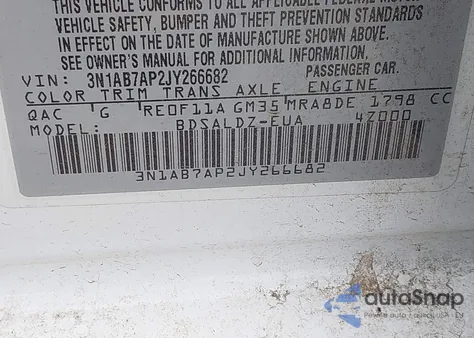 VEHICLE CONFORMS TO ALL APPLICABLE FEDERAL MOTOR
VEHICLE SAFETY, BUMPER AND THEFT PREVENTION STANDARDS
IN EFFECT ON THE DATE OF MANUFACTURE SHOWN ABOVE.
SEE OWNER'S MANUAL FOR ADDITIONAL INFORMATION.
VIN: 3N1AB7AP2JY266682 PASSENGER CAR
COLOR TRIM TRANS AXLE ENGINE
QAC G RE0F11A GM35 MRA8DE 1798 CC
MODEL: BDSALDZ-EUA 4Z000
3N1AB7AP2JY266682
autoSnap